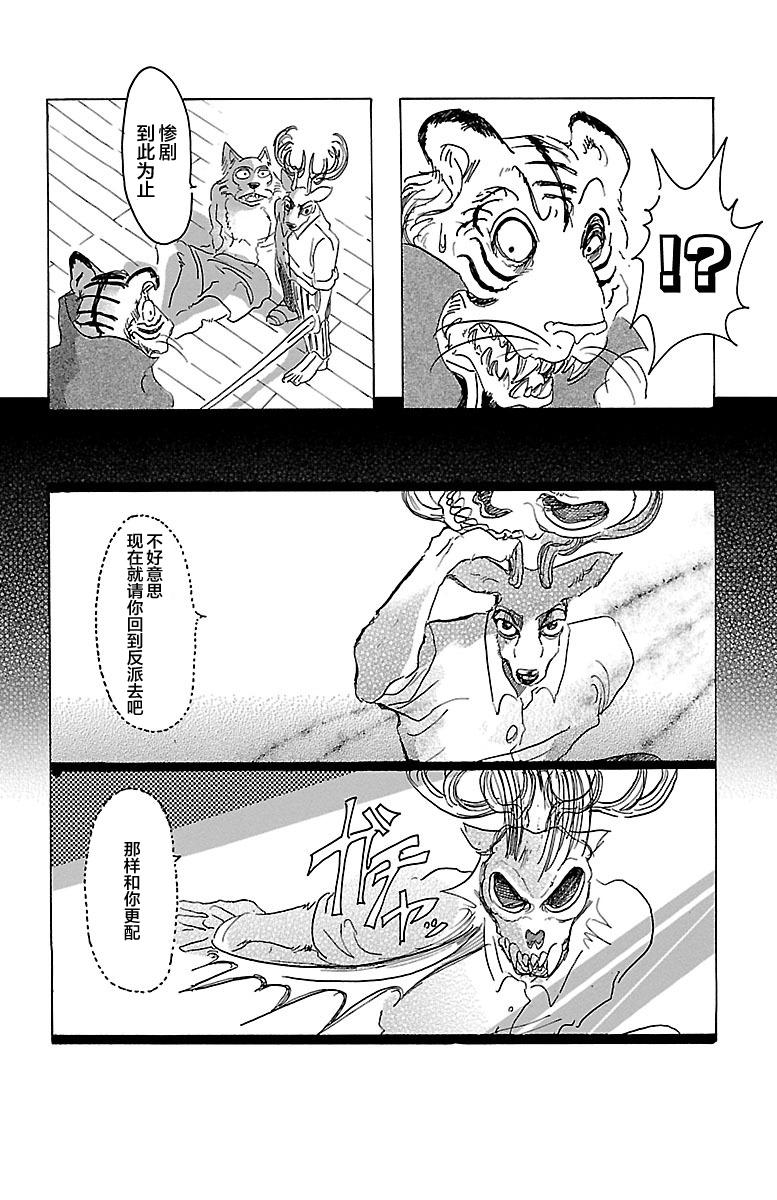 !?
惨剧
到此为止
不好意思
现在就请你回到反派去吧
ガチャッ
那样和你更配